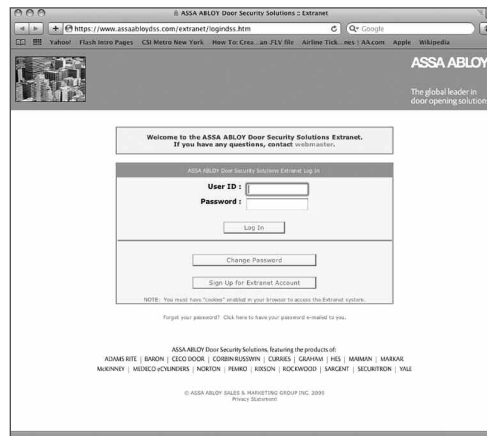 ASSA ABLOY Door Security Solutions :: Extranet
https://www.assaabloydss.com/extranet/logindss.htm
Google
Yahoo! Flash Intro Pages CSI Metro New York How To: Crea...an .FLV file Airline Tick...nes | AA.com Apple Wikipedia
ASSA ABLOY
The global leader in
door opening solution
Welcome to the ASSA ABLOY Door Security Solutions Extranet.
If you have any questions, contact webmaster.
ASSA ABLOY Door Security Solutions Extranet Log In
User ID :
Password :
Log In
Change Password
Sign Up for Extranet Account
NOTE: You must have "cookies" enabled in your browser to access the Extranet system.
Forgot your password? Click here to have your password e-mailed to you.
ASSA ABLOY Door Security Solutions, featuring the products of:
ADAMS RITE | BARON | CECO DOOR | CORBIN RUSSWIN | CURRIES | GRAHAM | HES | MAIMAN | MARKAR
McKINNEY | MEDECO eCYLINDERS | NORTON | PEMKO | RIXSON | ROCKWOOD | SARGENT | SECURITRON | YALE
© ASSA ABLOY SALES & MARKETING GROUP INC.
Privacy Statement